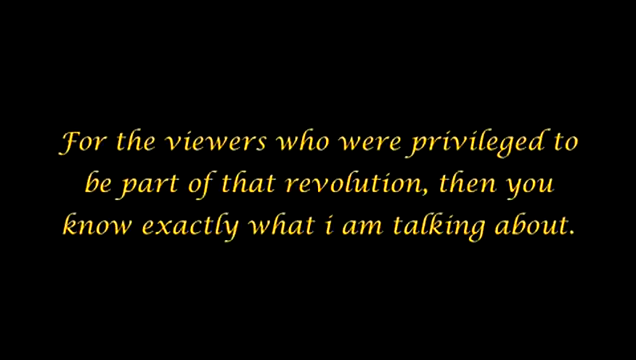 For the viewers who were privileged to
be part of that revolution, then you
know exactly what i am talking about.